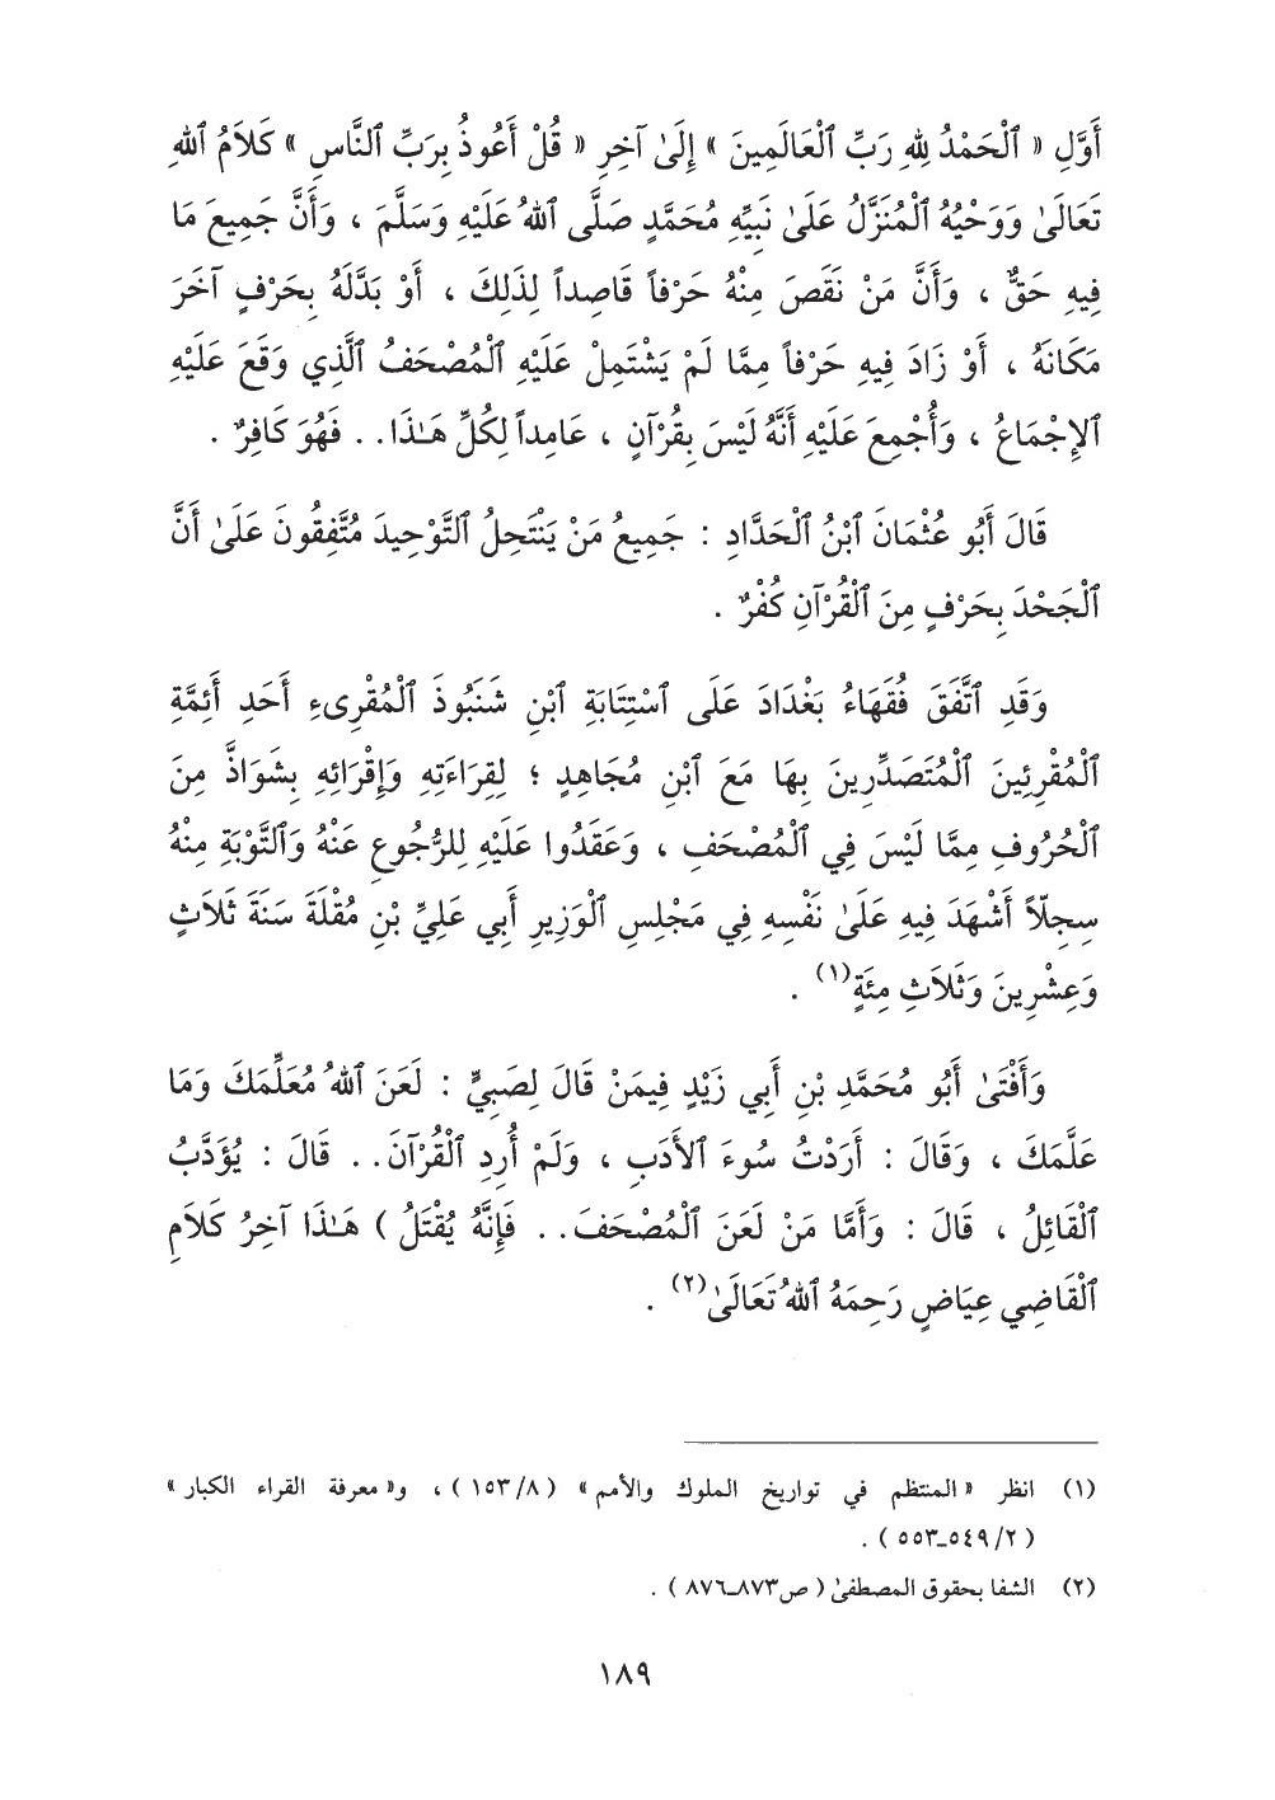 أَوَّلِ « ٱلْحَمْدُ لِلّٰهِ رَبِّ ٱلْعَالَمِينَ » إِلَىٰ آخِرِ « قُلْ أَعُوذُ بِرَبِّ ٱلنَّاسِ » كَلاَمُ ٱللهِ
تَعَالَىٰ وَوَحْيُهُ ٱلْمُنَزَّلُ عَلَىٰ نَبِيِّهِ مُحَمَّدٍ صَلَّى ٱللهُ عَلَيْهِ وَسَلَّمَ ، وَأَنَّ جَمِيعَ مَا
فِيهِ حَقٌّ ، وَأَنَّ مَنْ نَقَصَ مِنْهُ حَرْفاً قَاصِداً لِذَلِكَ ، أَوْ بَدَّلَهُ بِحَرْفٍ آخَرَ
مَكَانَهُ ، أَوْ زَادَ فِيهِ حَرْفاً مِمَّا لَمْ يَشْتَمِلْ عَلَيْهِ ٱلْمُصْحَفُ ٱلَّذِي وَقَعَ عَلَيْهِ
ٱلإِجْمَاعُ ، وَأُجْمِعَ عَلَيْهِ أَنَّهُ لَيْسَ بِقُرْآنٍ ، عَامِداً لِكُلِّ هَـٰذَا. . فَهُوَ كَافِرٌ .
قَالَ أَبُو عُثْمَانَ ٱبْنُ ٱلْحَدَّادِ : جَمِيعُ مَنْ يَنْتَحِلُ ٱلتَّوْحِيدَ مُتَّفِقُونَ عَلَىٰ أَنَّ
ٱلْجَحْدَ بِحَرْفٍ مِنَ ٱلْقُرْآنِ كُفْرٌ .
وَقَدِ ٱتَّفَقَ فُقَهَاءُ بَغْدَادَ عَلَى ٱسْتِتَابَةِ ٱبْنِ شَنَبُوذَ ٱلْمُقْرِىءِ أَحَدِ أَئِمَّةِ
ٱلْمُقْرِئِينَ ٱلْمُتَصَدِّرِينَ بِهَا مَعَ ٱبْنِ مُجَاهِدٍ ؛ لِقِرَاءَتِهِ وَإِقْرَائِهِ بِشَوَاذَّ مِنَ
ٱلْحُرُوفِ مِمَّا لَيْسَ فِي ٱلْمُصْحَفِ ، وَعَقَدُوا عَلَيْهِ لِلرُّجُوعِ عَنْهُ وَٱلتَّوْبَةِ مِنْهُ
سِجِلّاً أَشْهَدَ فِيهِ عَلَىٰ نَفْسِهِ فِي مَجْلِسِ ٱلْوَزِيرِ أَبِي عَلِيِّ بْنِ مُقْلَةَ سَنَةَ ثَلاَثٍ
وَعِشْرِينَ وَثَلاَثِ مِئَةٍ(١) .
وَأَفْتَىٰ أَبُو مُحَمَّدِ بْنِ أَبِي زَيْدٍ فِيمَنْ قَالَ لِصَبِيٍّ : لَعَنَ ٱللهُ مُعَلِّمَكَ وَمَا
عَلَّمَكَ ، وَقَالَ : أَرَدْتُ سُوءَ ٱلأَدَبِ ، وَلَمْ أُرِدِ ٱلْقُرْآنَ. . قَالَ : يُؤَدَّبُ
ٱلْقَائِلُ ، قَالَ : وَأَمَّا مَنْ لَعَنَ ٱلْمُصْحَفَ. . فَإِنَّهُ يُقْتَلُ ) هَـٰذَا آخِرُ كَلاَمِ
ٱلْقَاضِي عِيَاضٍ رَحِمَهُ ٱللهُ تَعَالَىٰ(٢) .
(١) انظر « المنتظم في تواريخ الملوك والأمم » ( ١٥٣/٨ ) ، و« معرفة القراء الكبار »
( ٢/ ٥٤٩ـ٥٥٣ ) .
(٢) الشفا بحقوق المصطفىٰ ( ص٨٧٣ـ٨٧٦ ) .
١٨٩